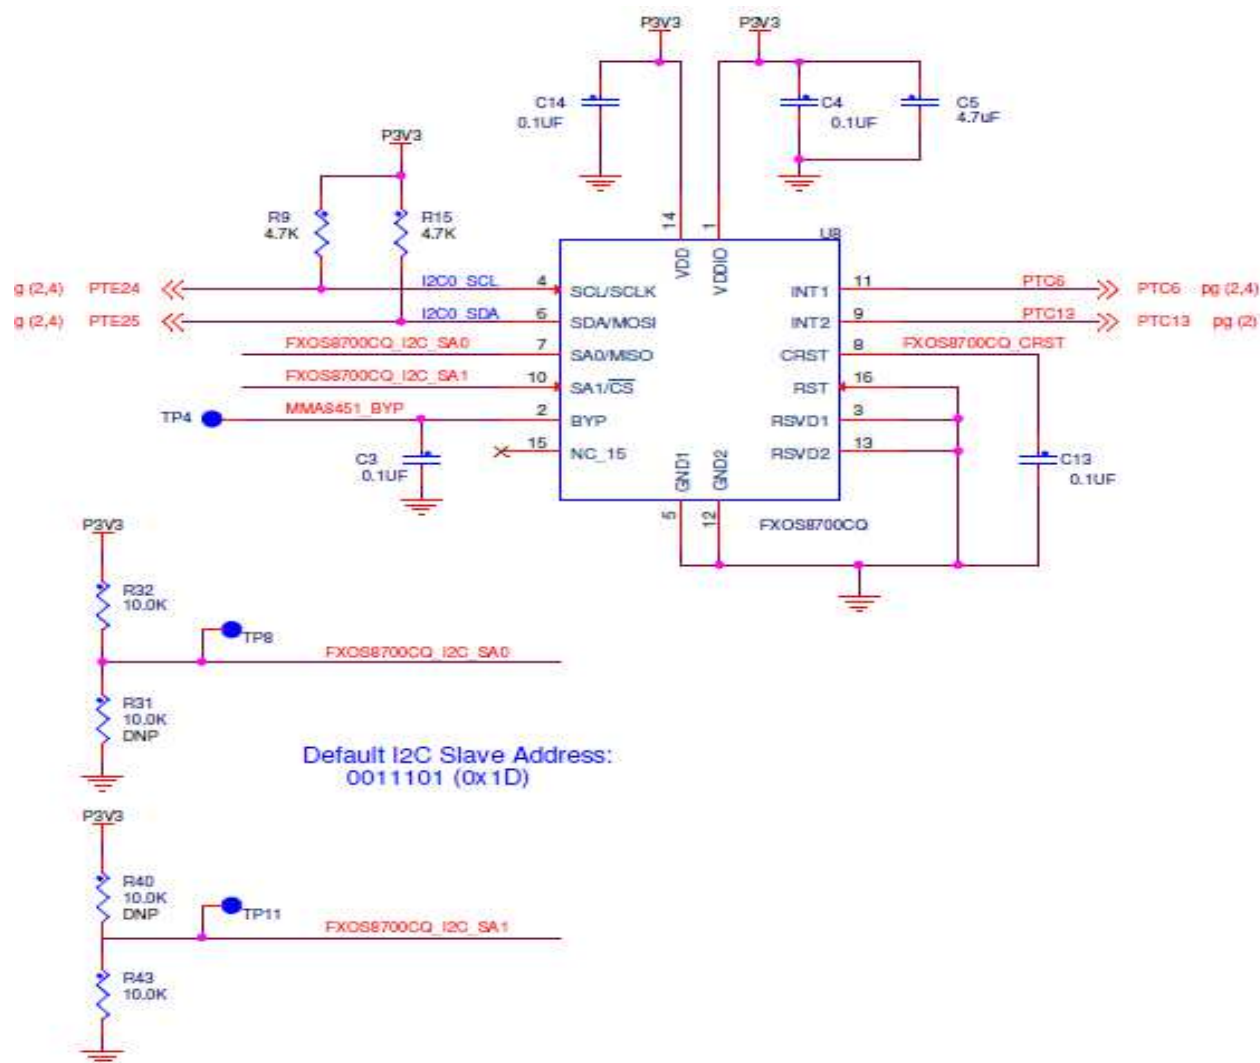 P3V3
P3V3
C14
0.1UF
C4
0.1UF
C5
4.7uF
P3V3
R9
4.7K
R15
4.7K
14
1
U8
VDD
VDDIO
g (2,4) PTE24
I2C0_SCL
4
SCL/SCLK
INT1
11
PTC6
PTC6 pg (2,4)
g (2,4) PTE25
I2C0_SDA
6
SDA/MOSI
INT2
9
PTC13
PTC13 pg (2)
FXOS8700CQ_I2C_SA0
7
SA0/MISO
CRST
8
FXOS8700CQ_CRST
FXOS8700CQ_I2C_SA1
10
SA1/CS
RST
16
TP4
MMA8451_BYP
2
BYP
RSVD1
3
15
NC_15
RSVD2
13
C3
0.1UF
GND1
GND2
C13
0.1UF
5
12
FXOS8700CQ
P3V3
R32
10.0K
TP8
FXOS8700CQ_I2C_SA0
R31
10.0K
DNP
Default I2C Slave Address:
0011101 (0x1D)
P3V3
R40
10.0K
DNP
TP11
FXOS8700CQ_I2C_SA1
R43
10.0K